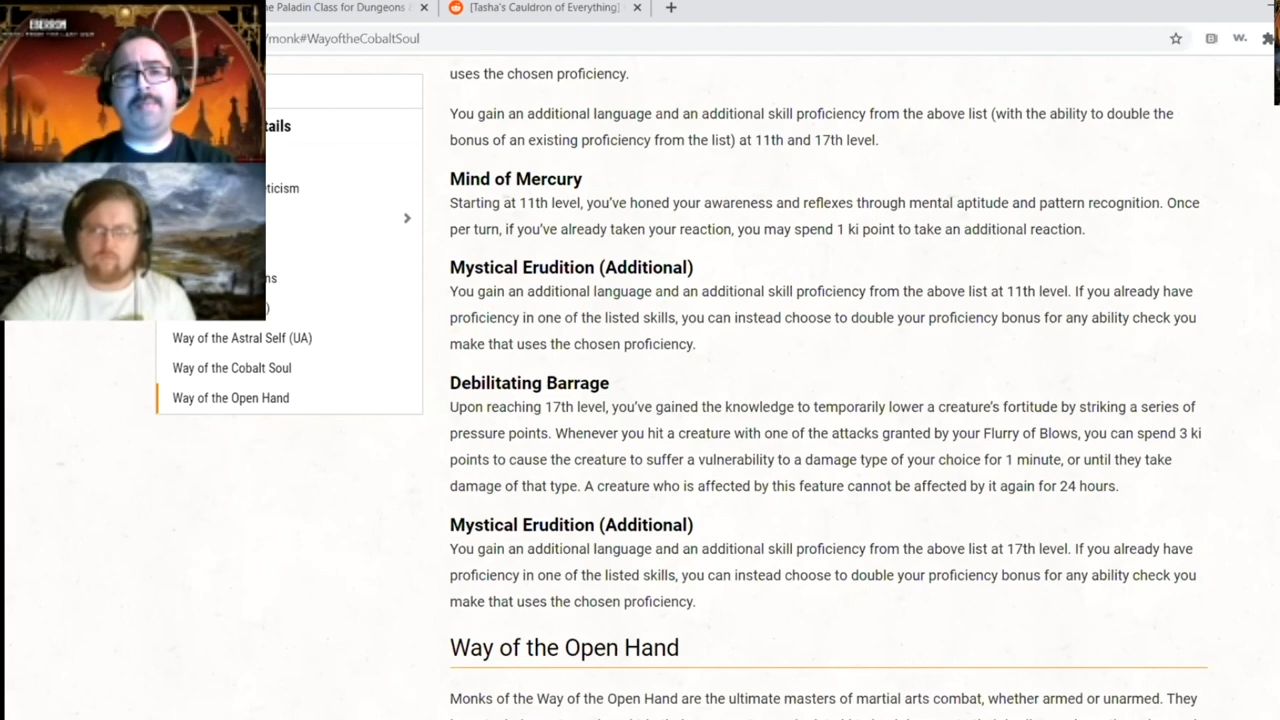 ne Paladin Class for Dungeons &
[Tasha's Cauldron of Everything]
/monk#WayoftheCobaltSoul
W.
EBERRON
tails
ticism
ns
)
Way of the Astral Self (UA)
Way of the Cobalt Soul
Way of the Open Hand
uses the chosen proficiency.
You gain an additional language and an additional skill proficiency from the above list (with the ability to double the
bonus of an existing proficiency from the list) at 11th and 17th level.
Mind of Mercury
Starting at 11th level, you've honed your awareness and reflexes through mental aptitude and pattern recognition. Once
per turn, if you've already taken your reaction, you may spend 1 ki point to take an additional reaction.
Mystical Erudition (Additional)
You gain an additional language and an additional skill proficiency from the above list at 11th level. If you already have
proficiency in one of the listed skills, you can instead choose to double your proficiency bonus for any ability check you
make that uses the chosen proficiency.
Debilitating Barrage
Upon reaching 17th level, you've gained the knowledge to temporarily lower a creature's fortitude by striking a series of
pressure points. Whenever you hit a creature with one of the attacks granted by your Flurry of Blows, you can spend 3 ki
points to cause the creature to suffer a vulnerability to a damage type of your choice for 1 minute, or until they take
damage of that type. A creature who is affected by this feature cannot be affected by it again for 24 hours.
Mystical Erudition (Additional)
You gain an additional language and an additional skill proficiency from the above list at 17th level. If you already have
proficiency in one of the listed skills, you can instead choose to double your proficiency bonus for any ability check you
make that uses the chosen proficiency.
Way of the Open Hand
Monks of the Way of the Open Hand are the ultimate masters of martial arts combat, whether armed or unarmed. They